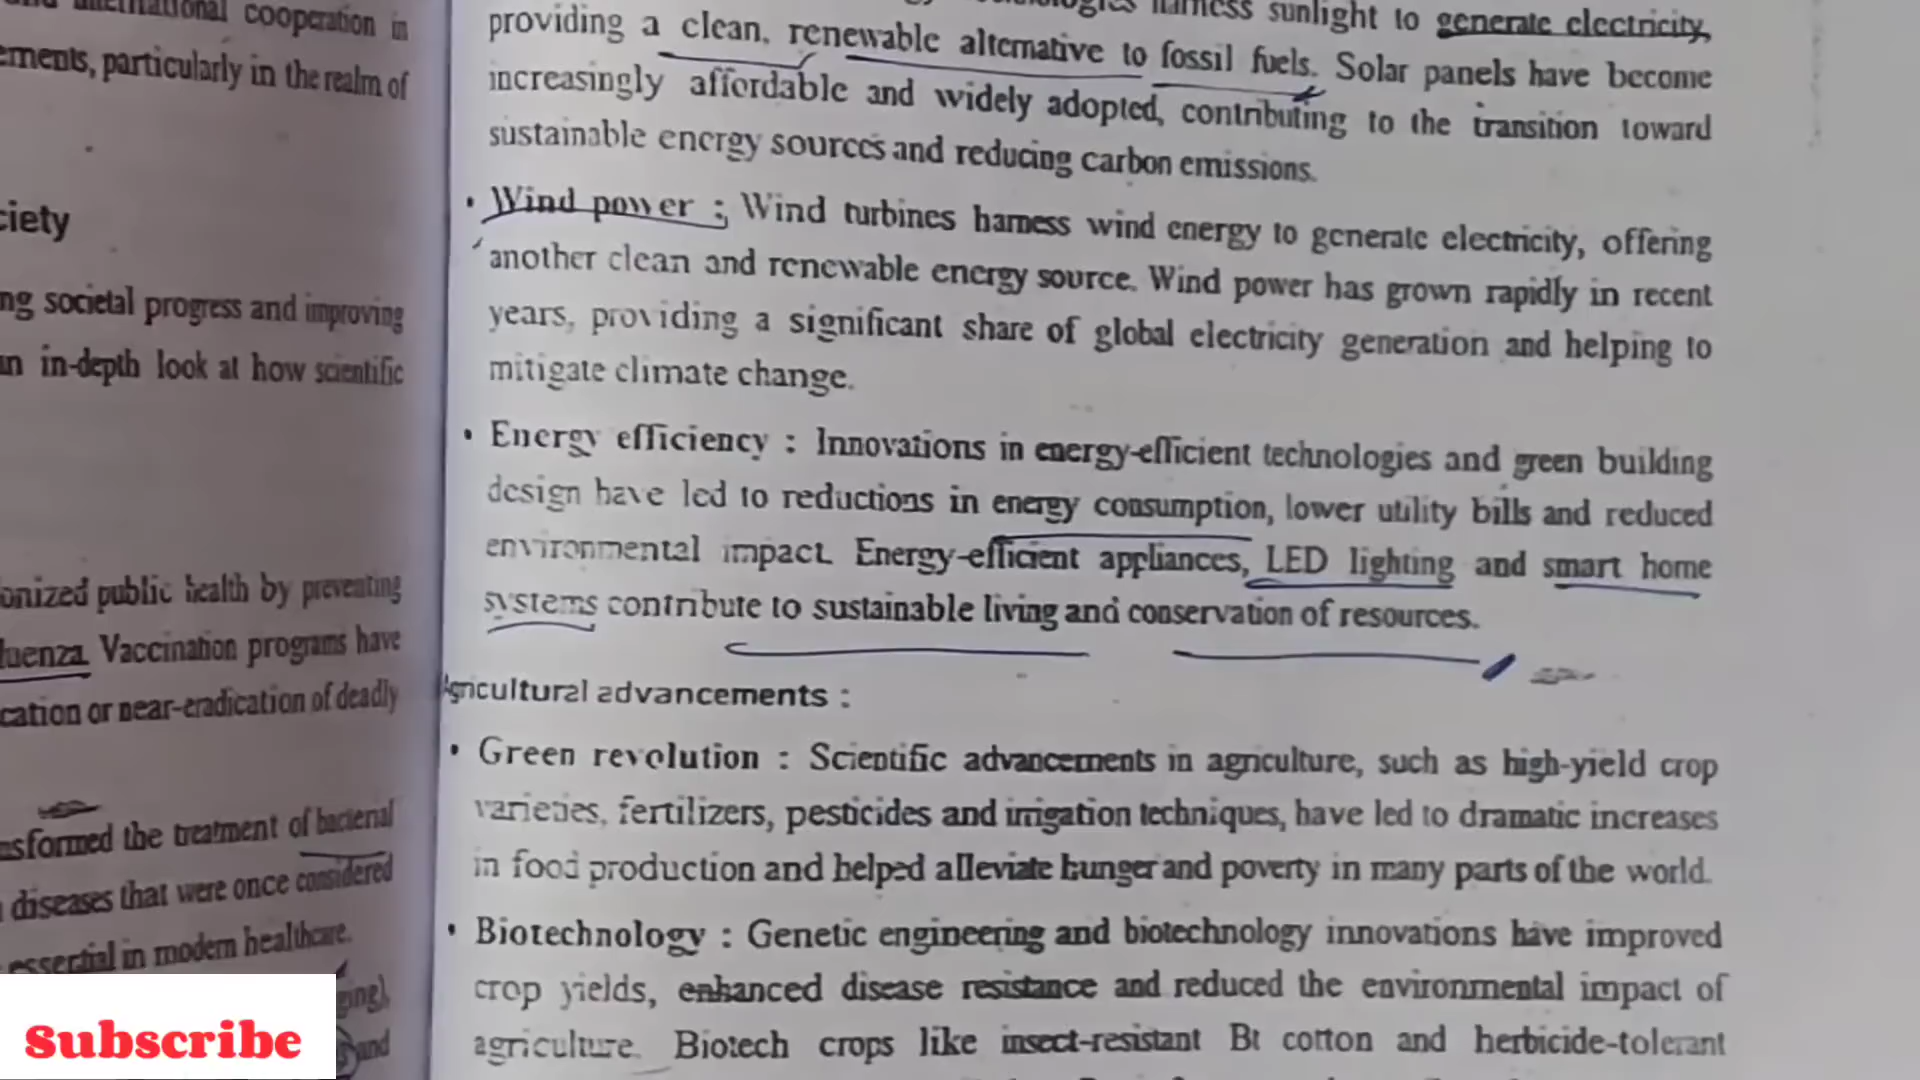 cooperation in
particularly in the realm of
ciety
ng societal progress and improving
in-depth look at how scientific
onized public health by preventing
luenza. Vaccination programs have
cation or near-eradication of deadly
nsformed the treatment of bacterial
diseases that were once considered
essential in modern healthcare.
ging),
and
harness sunlight to generate electricity,
providing a clean, renewable alternative to fossil fuels. Solar panels have become
increasingly affordable and widely adopted, contributing to the transition toward
sustainable energy sources and reducing carbon emissions.
• Wind power : Wind turbines harness wind energy to generate electricity, offering
another clean and renewable energy source. Wind power has grown rapidly in recent
years, providing a significant share of global electricity generation and helping to
mitigate climate change.
• Energy efficiency : Innovations in energy-efficient technologies and green building
design have led to reductions in energy consumption, lower utility bills and reduced
environmental impact. Energy-efficient appliances, LED lighting and smart home
systems contribute to sustainable living and conservation of resources.
Agricultural advancements :
• Green revolution : Scientific advancements in agriculture, such as high-yield crop
varieties, fertilizers, pesticides and irrigation techniques, have led to dramatic increases
in food production and helped alleviate hunger and poverty in many parts of the world.
• Biotechnology : Genetic engineering and biotechnology innovations have improved
crop yields, enhanced disease resistance and reduced the environmental impact of
agriculture. Biotech crops like insect-resistant Bt cotton and herbicide-tolerant
Subscribe